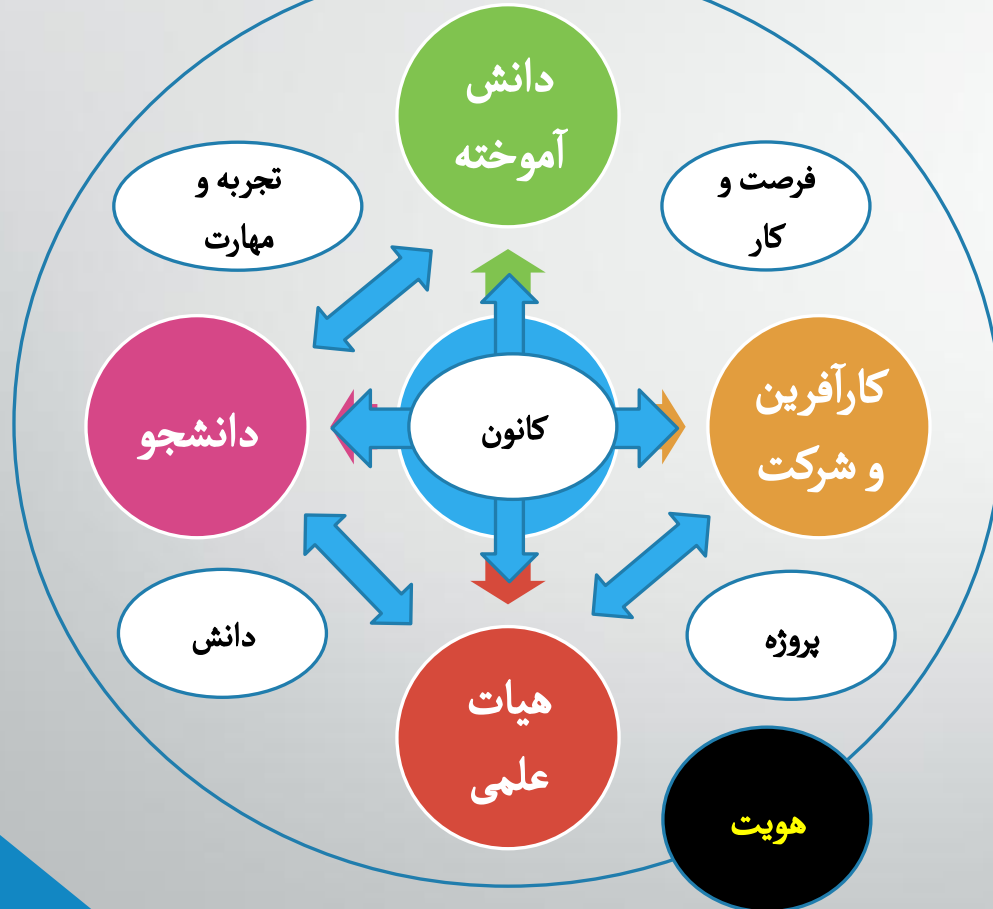 دانش
آموخته
فرصت و
کار
تجربه و
مهارت
کارآفرین
و شرکت
کانون
دانشجو
پروژه
دانش
هیات
علمی
هویت